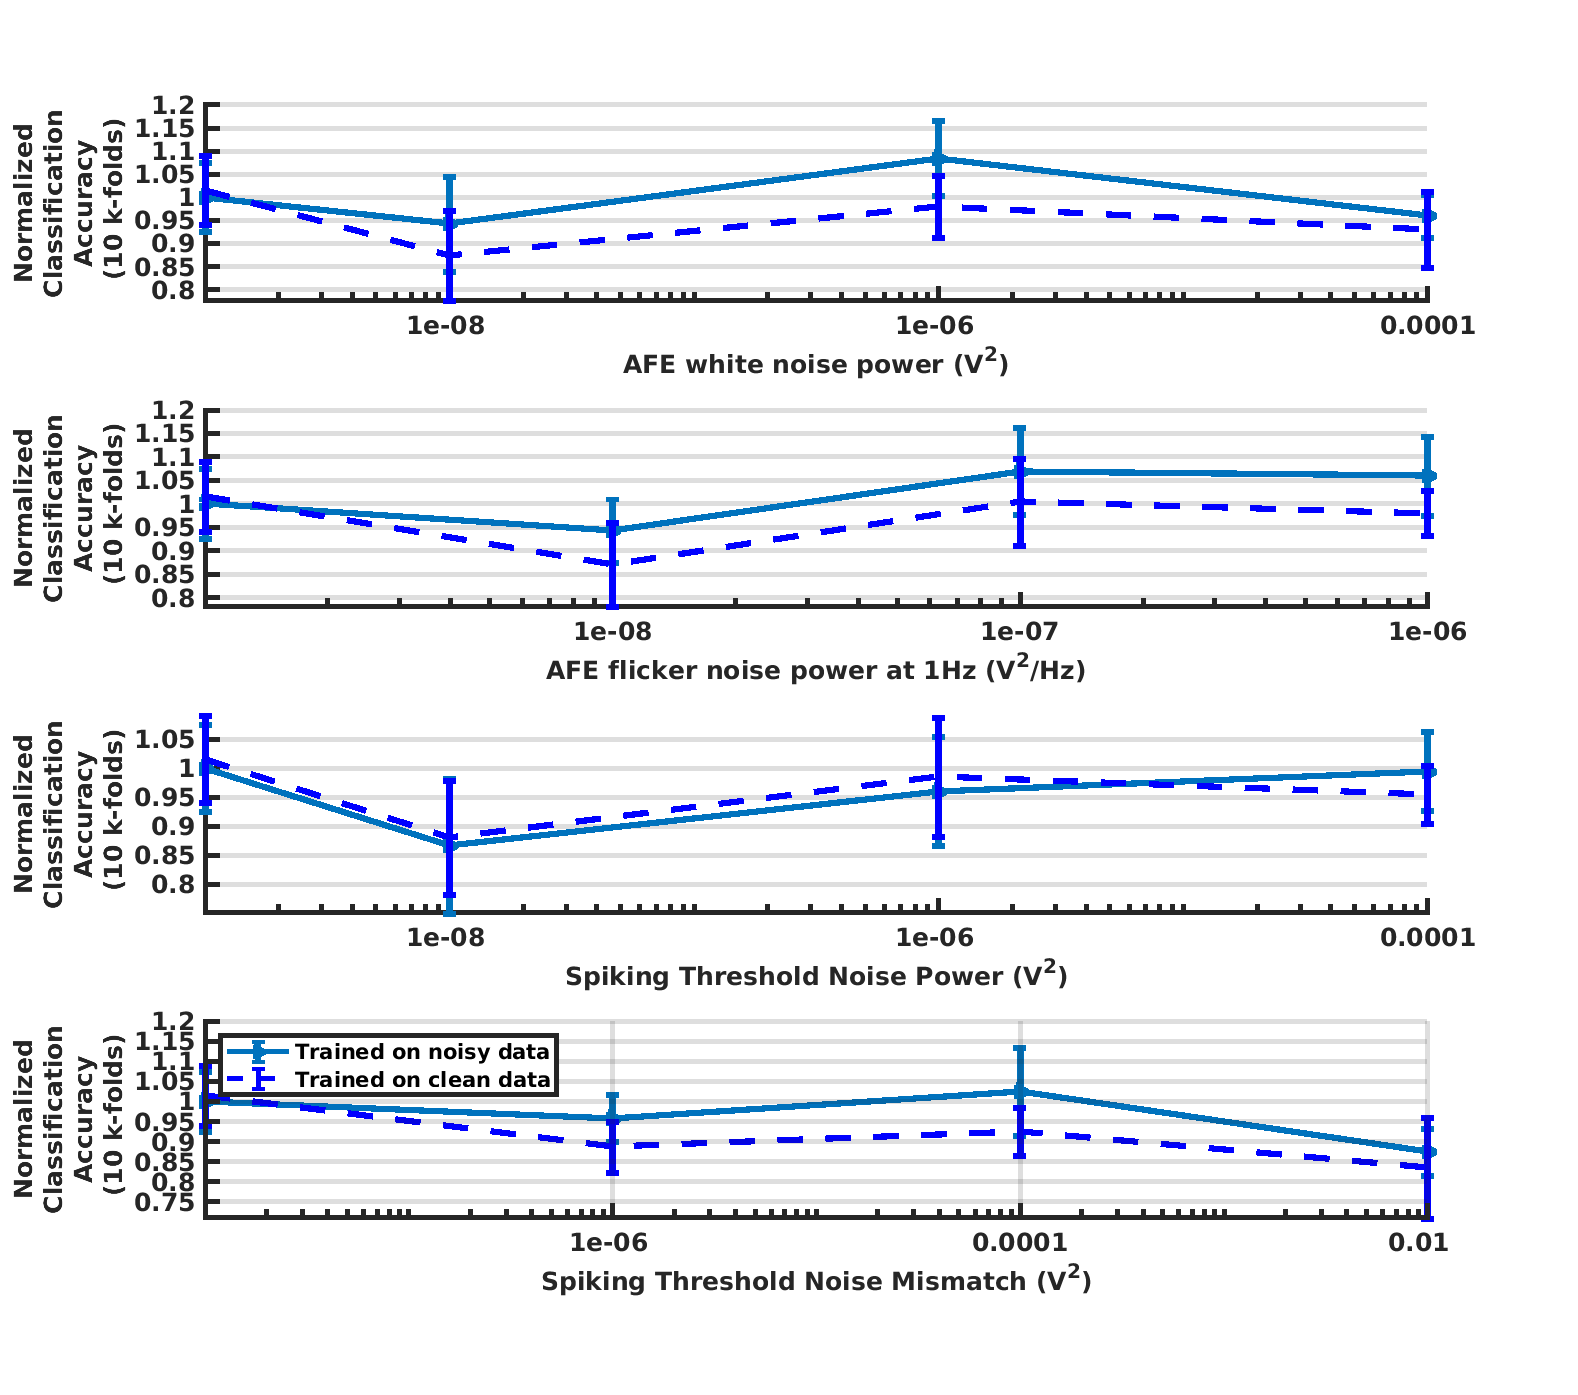 Normalized
Classification
Accuracy
(10 k-folds)
1.2
1.15
1.1
1.05
1
0.95
0.9
0.85
0.8
1e-08 1e-06 0.0001
AFE white noise power (V²)
Normalized
Classification
Accuracy
(10 k-folds)
1.2
1.15
1.1
1.05
1
0.95
0.9
0.85
0.8
1e-08 1e-07 1e-06
AFE flicker noise power at 1Hz (V²/Hz)
Normalized
Classification
Accuracy
(10 k-folds)
1.05
1
0.95
0.9
0.85
0.8
1e-08 1e-06 0.0001
Spiking Threshold Noise Power (V²)
Normalized
Classification
Accuracy
(10 k-folds)
1.2
1.15
1.1
1.05
1
0.95
0.9
0.85
0.8
0.75
Trained on noisy data
Trained on clean data
1e-06 0.0001 0.01
Spiking Threshold Noise Mismatch (V²)